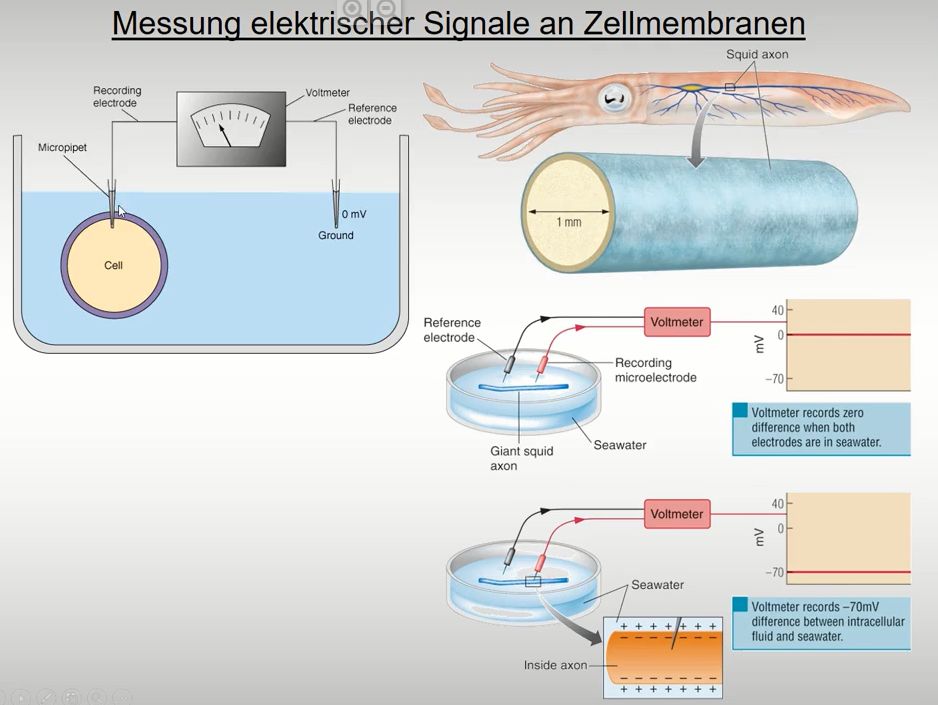 Messung elektrischer Signale an Zellmembranen
Recording
electrode
Voltmeter
Reference
electrode
Micropipet
0 mV
Ground
Cell
Squid axon
1 mm
Reference
electrode
Voltmeter
Recording
microelectrode
Giant squid
axon
Seawater
40
0
mV
–70
Voltmeter records zero
difference when both
electrodes are in seawater.
Voltmeter
Seawater
Inside axon
+ + + + + + +
– – – – – – –
– – – – – – –
+ + + + + + +
40
0
mV
–70
Voltmeter records –70mV
difference between intracellular
fluid and seawater.